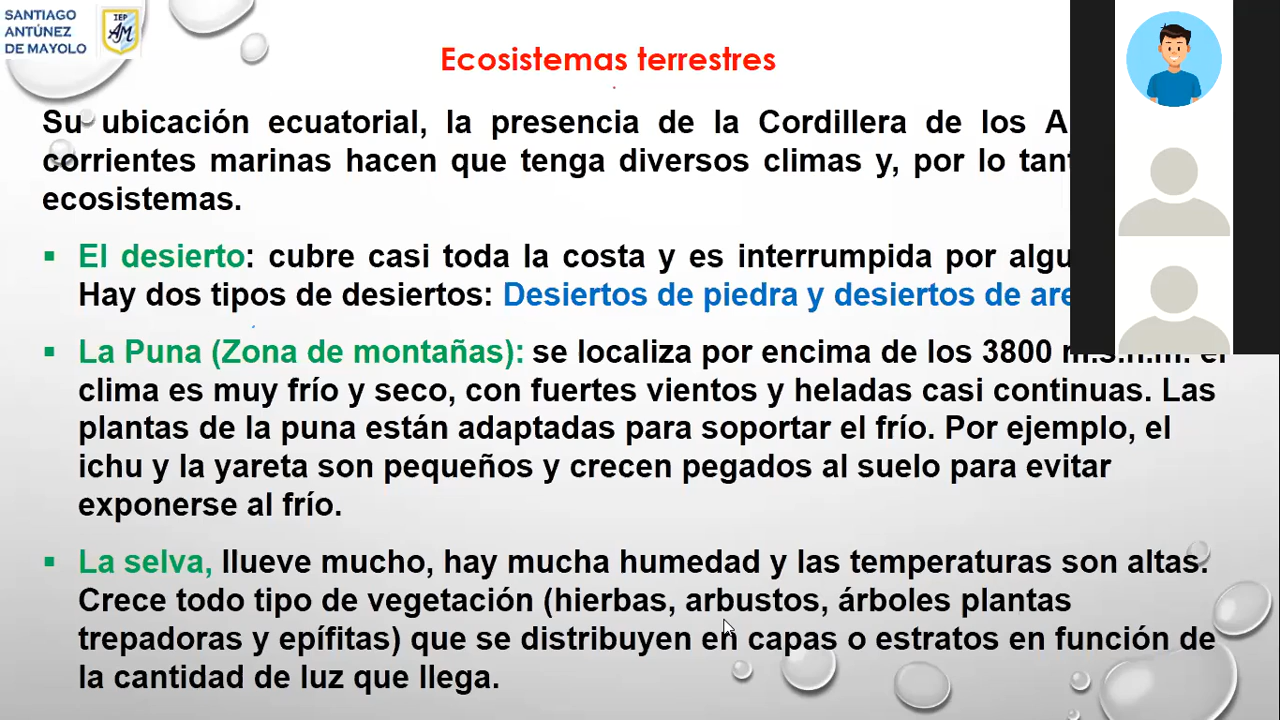 SANTIAGO
ANTÚNEZ
DE MAYOLO
IEP
AM
Ecosistemas terrestres
Su ubicación ecuatorial, la presencia de la Cordillera de los
corrientes marinas hacen que tenga diversos climas y, por lo
ecosistemas.
▪ El desierto: cubre casi toda la costa y es interrumpida por
Hay dos tipos de desiertos: Desiertos de piedra y desiertos de
▪ La Puna (Zona de montañas): se localiza por encima de los 3800 m.s.n.m. el
clima es muy frío y seco, con fuertes vientos y heladas casi continuas. Las
plantas de la puna están adaptadas para soportar el frío. Por ejemplo, el
ichu y la yareta son pequeños y crecen pegados al suelo para evitar
exponerse al frío.
▪ La selva, llueve mucho, hay mucha humedad y las temperaturas son altas.
Crece todo tipo de vegetación (hierbas, arbustos, árboles plantas
trepadoras y epífitas) que se distribuyen en capas o estratos en función de
la cantidad de luz que llega.